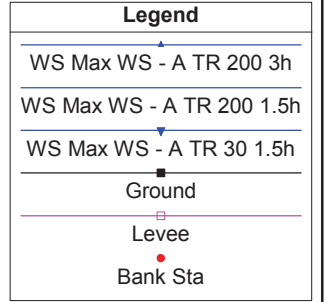 Legend
WS Max WS - A TR 200 3h
WS Max WS - A TR 200 1.5h
WS Max WS - A TR 30 1.5h
Ground
Levee
Bank Sta